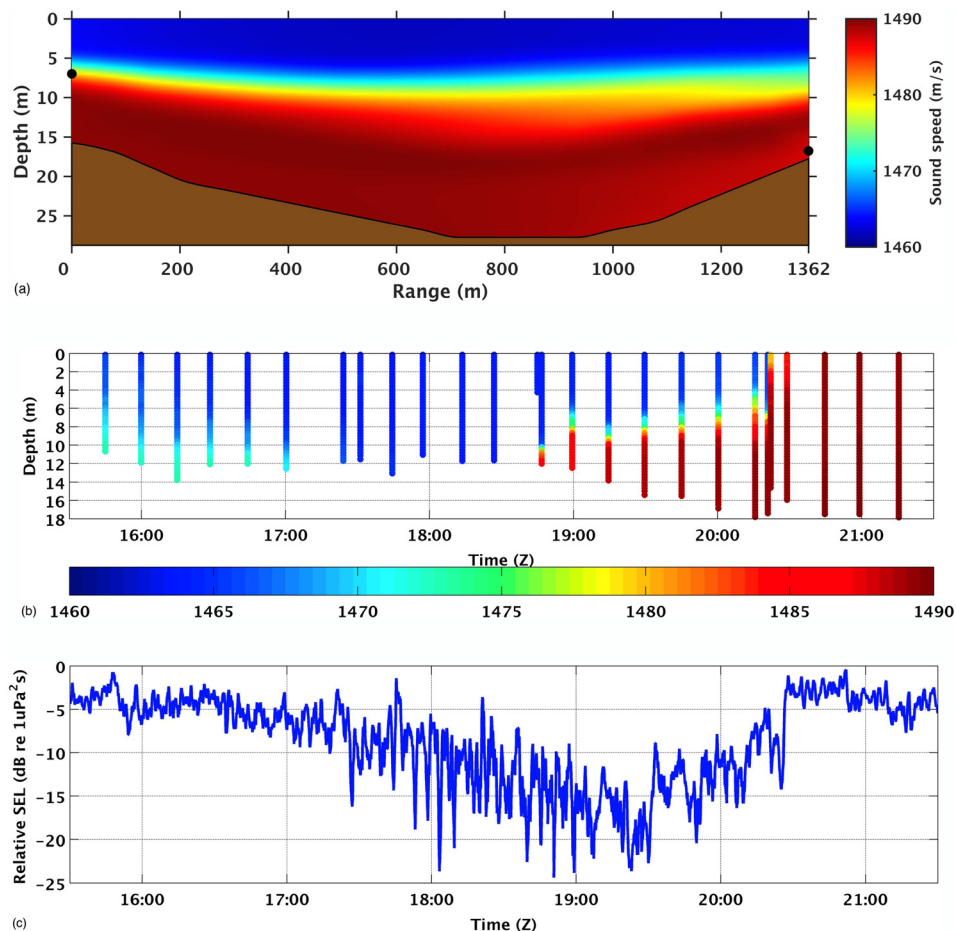 0
5
10
15
20
25
Depth (m)
0 200 400 600 800 1000 1200 1362
Range (m)
1490
1480
1470
1460
Sound speed (m/s)
(a)
0
2
4
6
8
10
12
14
16
18
Depth (m)
16:00 17:00 18:00 19:00 20:00 21:00
Time (Z)
(b)
1460 1465 1470 1475 1480 1485 1490
0
-5
-10
-15
-20
-25
Relative SEL (dB re 1uPa²s)
16:00 17:00 18:00 19:00 20:00 21:00
(c)
Time (Z)